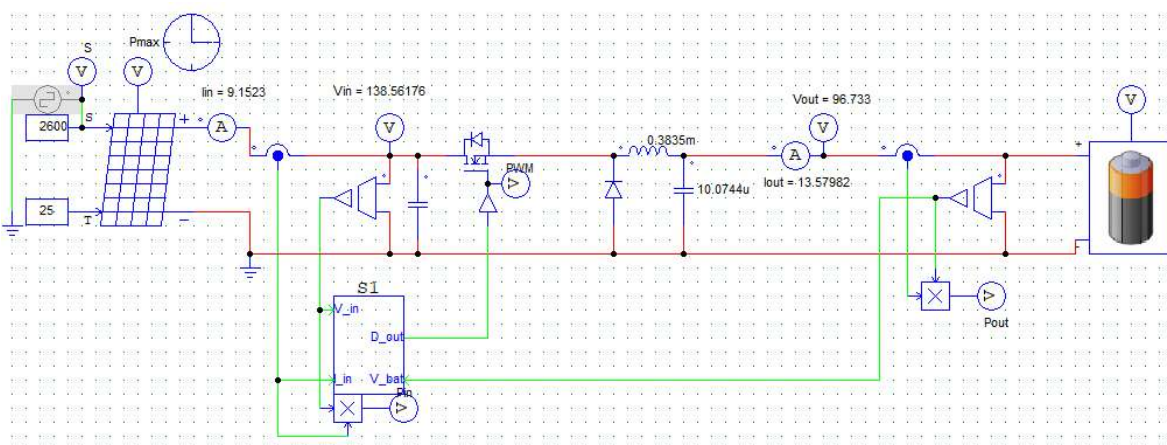 Pmax
S
V
V
Iin = 9.1523
Vin = 138.56176
Vout = 96.733
V
V
V
2600
S
+
A
0.3835m
A
+
PWM
V
10.0744u
Iout = 13.57982
25
T
−
-
S1
V_in
D_out
I_in
V_bat
Pin
V
V
Pout